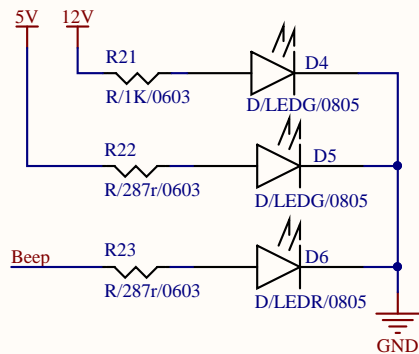 5V
12V
R21
D4
R/1K/0603
D/LEDG/0805
R22
D5
R/287r/0603
D/LEDG/0805
Beep
R23
D6
R/287r/0603
D/LEDR/0805
GND